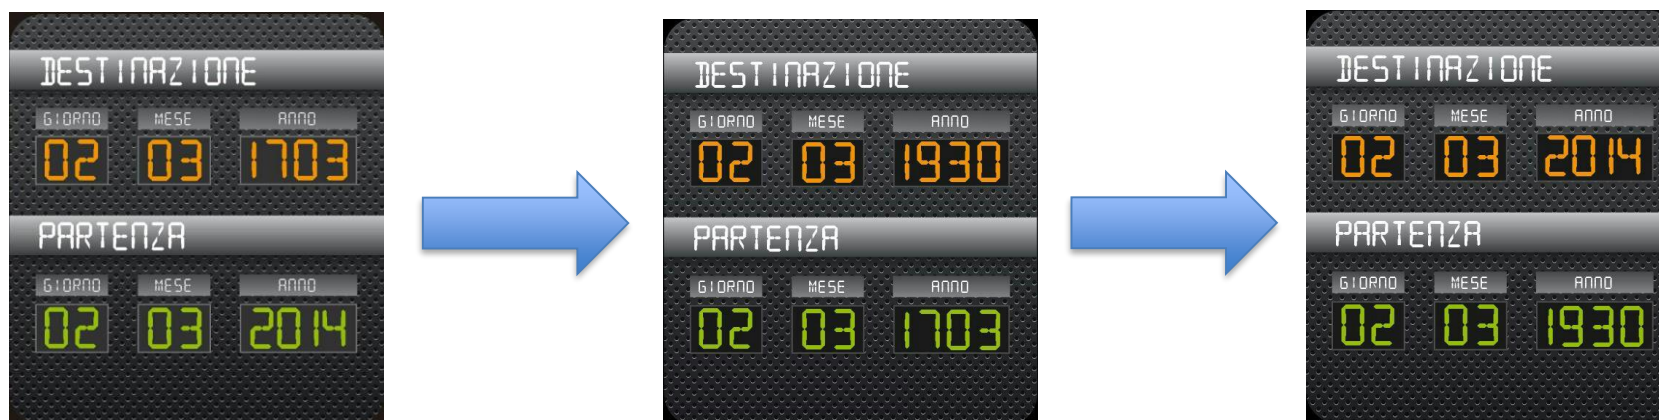 DESTINAZIONE
GIORNO MESE ANNO
02 03 1703
PARTENZA
GIORNO MESE ANNO
02 03 2014
DESTINAZIONE
GIORNO MESE ANNO
02 03 1930
PARTENZA
GIORNO MESE ANNO
02 03 1703
DESTINAZIONE
GIORNO MESE ANNO
02 03 2014
PARTENZA
GIORNO MESE ANNO
02 03 1930